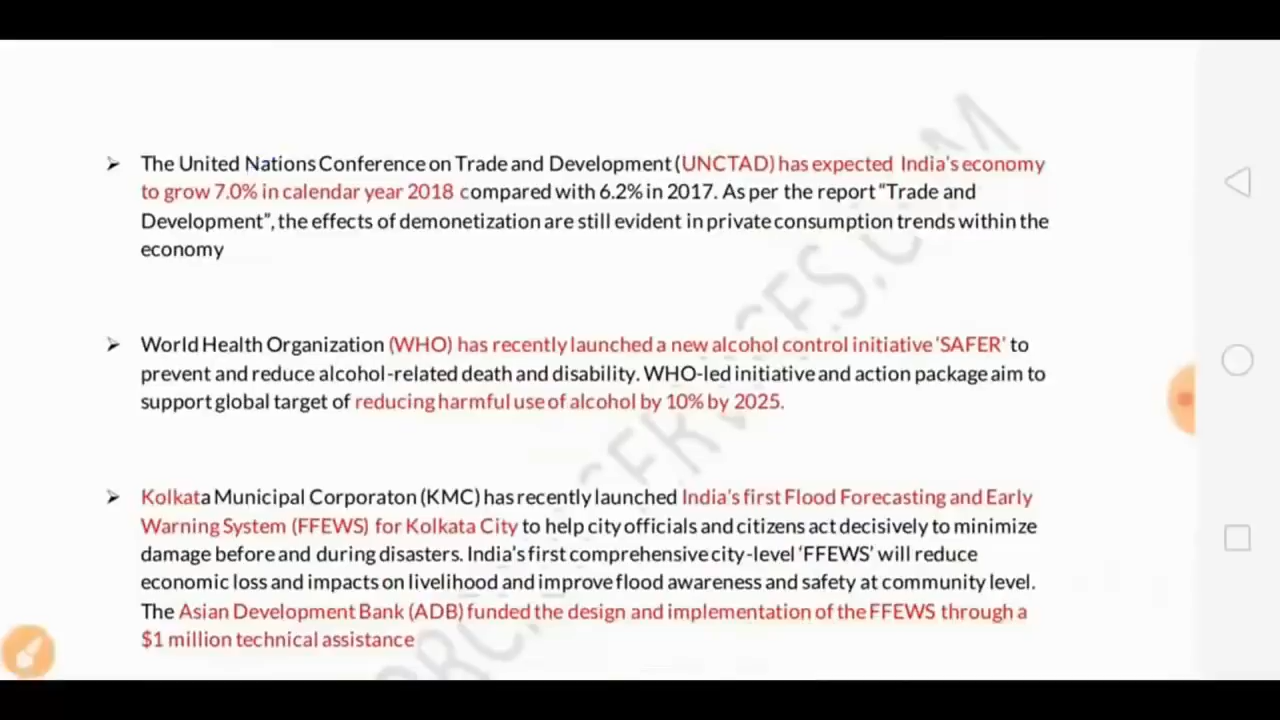 ➢ The United Nations Conference on Trade and Development (UNCTAD) has expected India's economy
to grow 7.0% in calendar year 2018 compared with 6.2% in 2017. As per the report "Trade and
Development", the effects of demonetization are still evident in private consumption trends within the
economy
➢ World Health Organization (WHO) has recently launched a new alcohol control initiative 'SAFER' to
prevent and reduce alcohol-related death and disability. WHO-led initiative and action package aim to
support global target of reducing harmful use of alcohol by 10% by 2025.
➢ Kolkata Municipal Corporaton (KMC) has recently launched India's first Flood Forecasting and Early
Warning System (FFEWS) for Kolkata City to help city officials and citizens act decisively to minimize
damage before and during disasters. India's first comprehensive city-level 'FFEWS' will reduce
economic loss and impacts on livelihood and improve flood awareness and safety at community level.
The Asian Development Bank (ADB) funded the design and implementation of the FFEWS through a
$1 million technical assistance